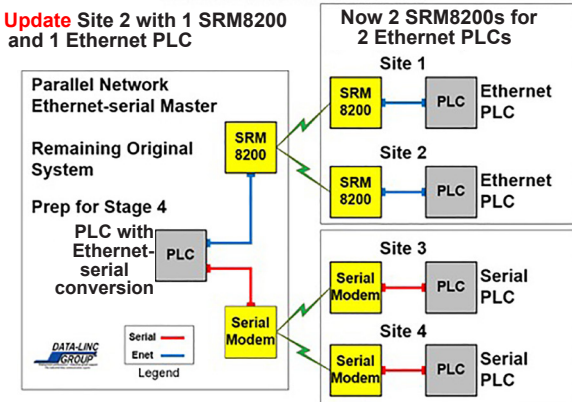 Update Site 2 with 1 SRM8200
and 1 Ethernet PLC
Parallel Network
Ethernet-serial Master
Remaining Original
System
Prep for Stage 4
PLC with
Ethernet-
serial
conversion
PLC
SRM
8200
Serial
Modem
DATA-LINC
GROUP
Serial
Enet
Legend
Now 2 SRM8200s for
2 Ethernet PLCs
Site 1
SRM
8200
PLC
Ethernet
PLC
Site 2
SRM
8200
PLC
Ethernet
PLC
Site 3
Serial
Modem
PLC
Serial
PLC
Site 4
Serial
Modem
PLC
Serial
PLC